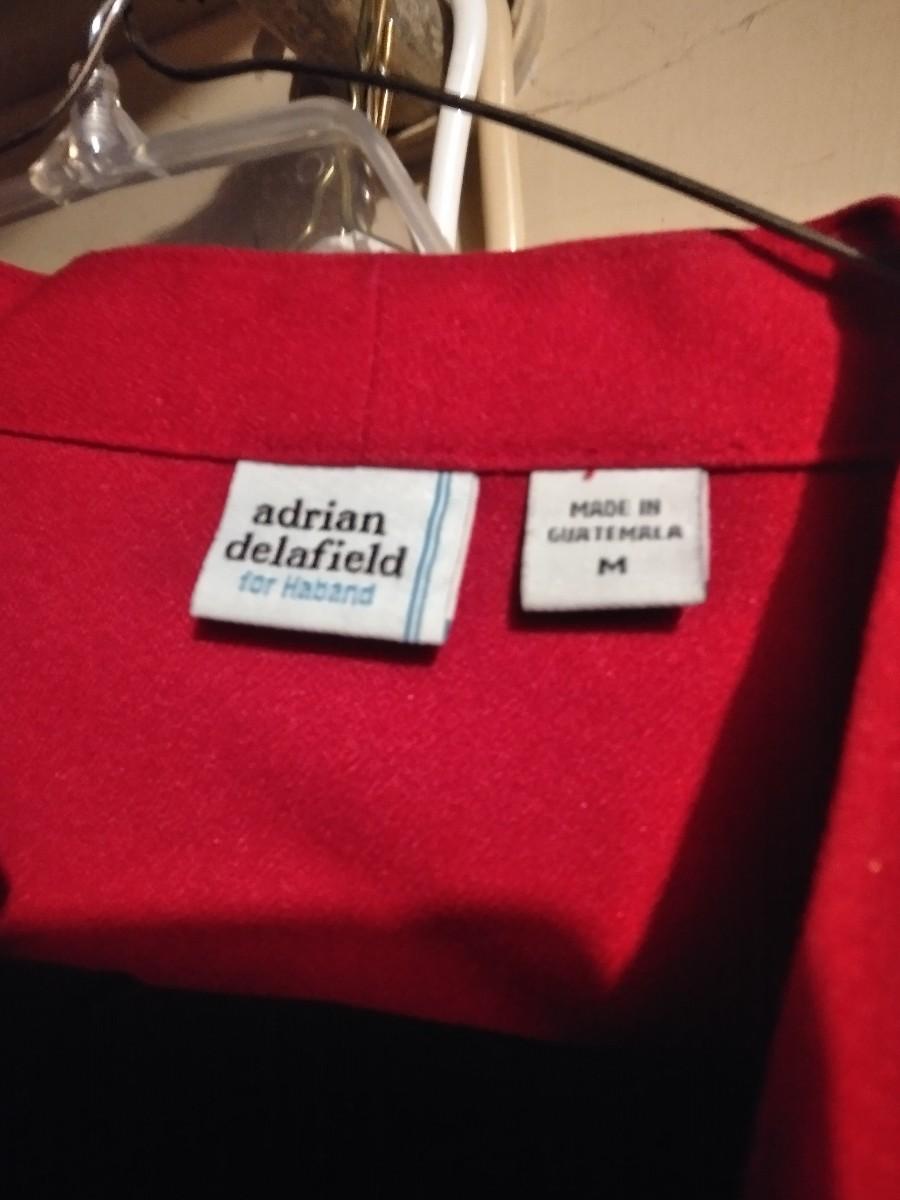 adrian
delafield
for Haband
MADE IN
GUATEMALA
M